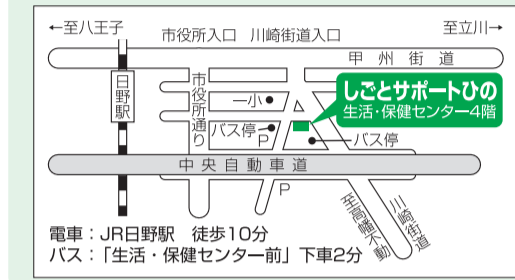 ←至八王子
市役所入口 川崎街道入口
至立川→
甲州街道
日野駅
市役所通り
一小
バス停
P
しごとサポートひの
生活・保健センター4階
バス停
中央自動車道
P
至高幡不動
川崎街道
電車：JR日野駅 徒歩10分
バス：「生活・保健センター前」下車2分